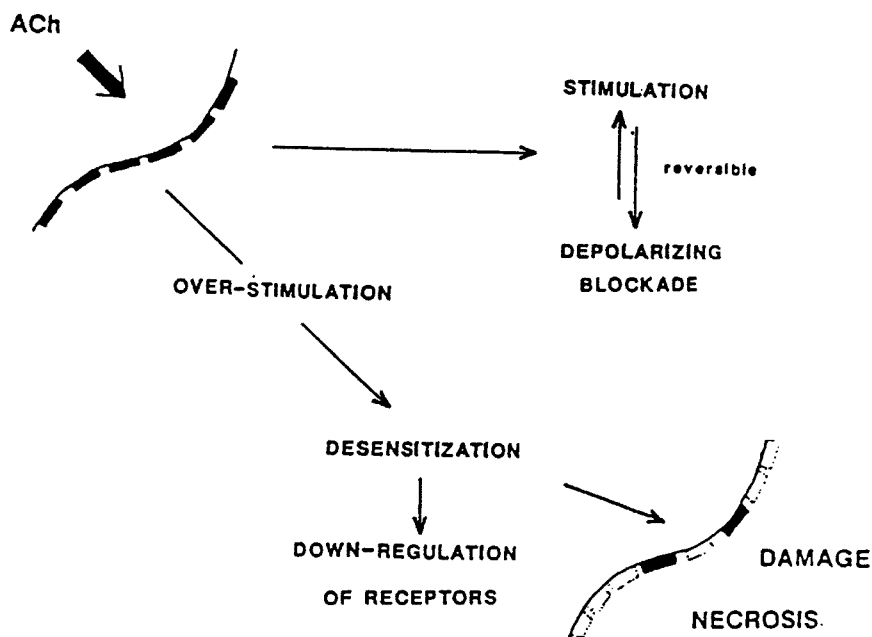 ACh
STIMULATION
reversible
DEPOLARIZING
BLOCKADE
OVER-STIMULATION
DESENSITIZATION
DOWN-REGULATION
OF RECEPTORS
DAMAGE
NECROSIS